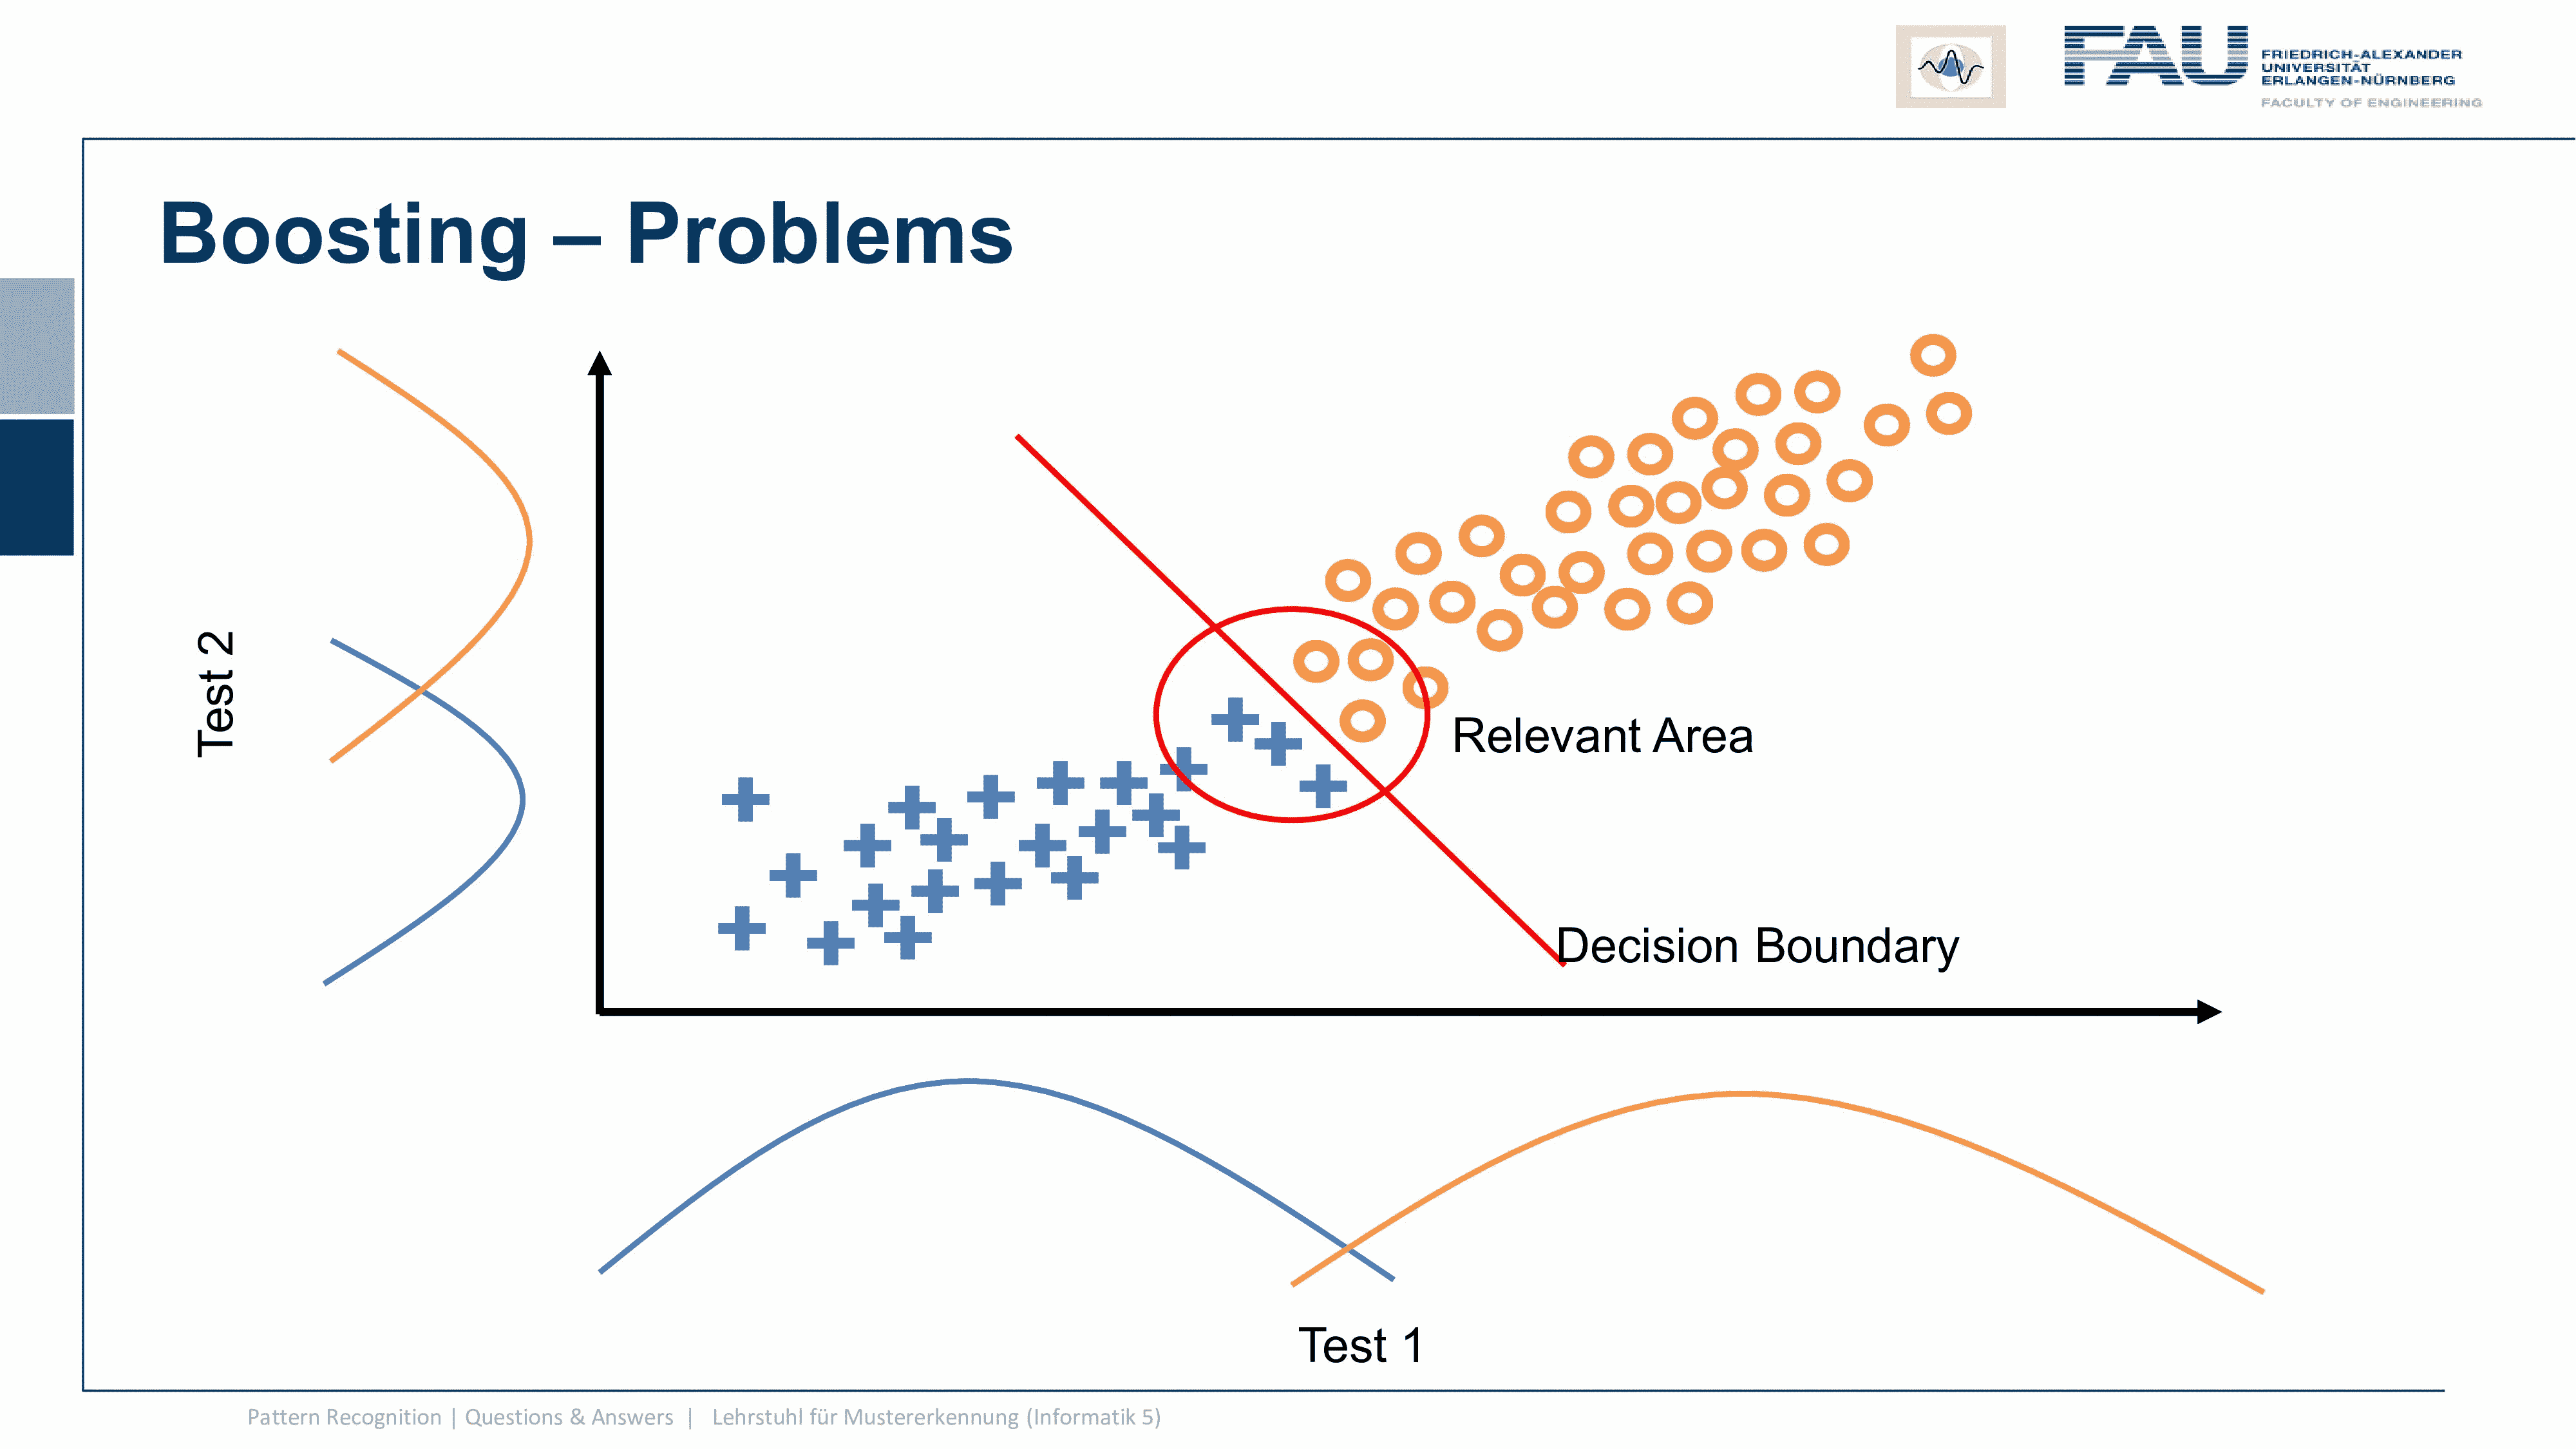 FAU
FRIEDRICH-ALEXANDER
UNIVERSITÄT
ERLANGEN-NÜRNBERG
FACULTY OF ENGINEERING
Boosting – Problems
Test 2
Relevant Area
Decision Boundary
Test 1
Pattern Recognition | Questions & Answers | Lehrstuhl für Mustererkennung (Informatik 5)